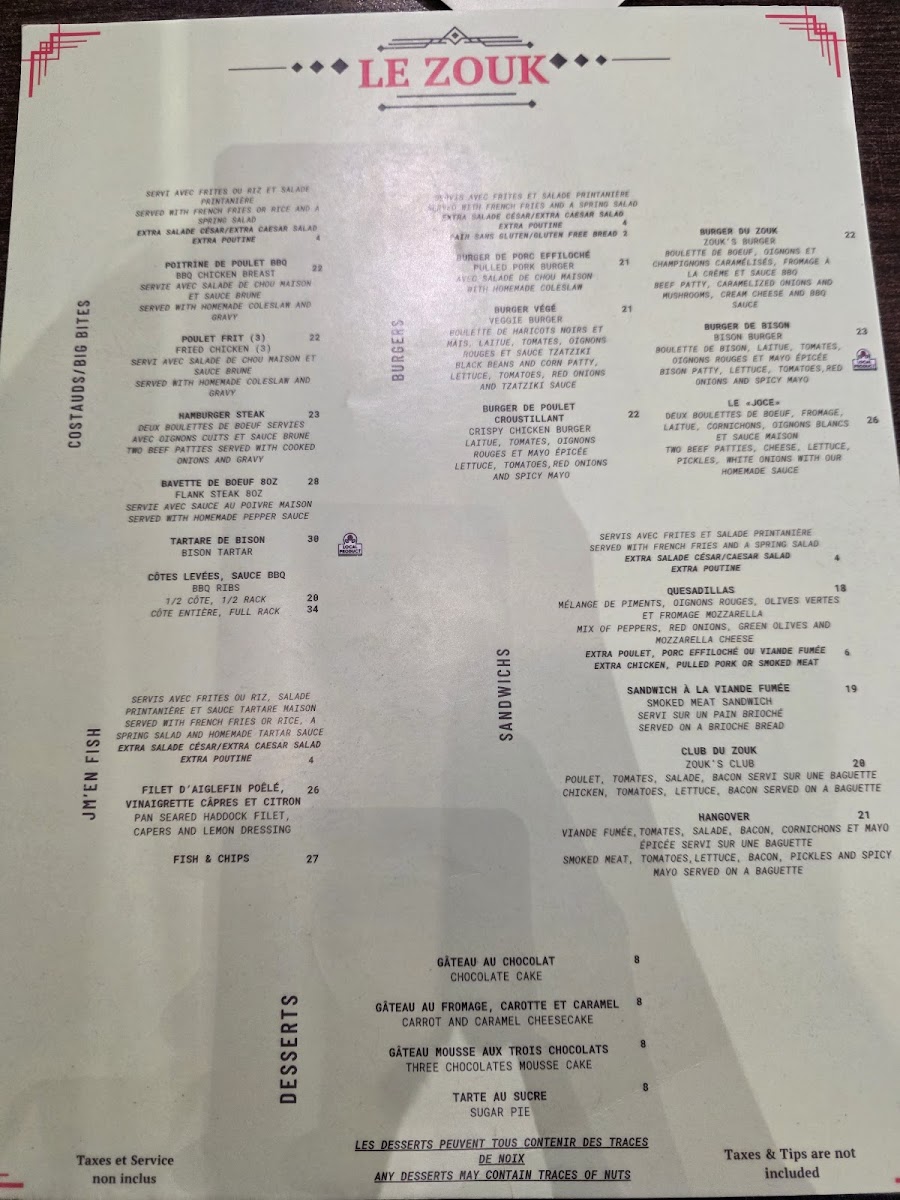 LE ZOUK
COSTAUDS/BIG BITES
SERVI AVEC FRITES OU RIZ ET SALADE
PRINTANIÈRE
SERVED WITH FRENCH FRIES OR RICE AND A
SPRING SALAD
EXTRA SALADE CÉSAR/EXTRA CAESAR SALAD
EXTRA POUTINE 4
POITRINE DE POULET BBQ 22
BBQ CHICKEN BREAST
SERVIE AVEC SALADE DE CHOU MAISON
ET SAUCE BRUNE
SERVED WITH HOMEMADE COLESLAW AND
GRAVY
POULET FRIT (3) 22
FRIED CHICKEN (3)
SERVI AVEC SALADE DE CHOU MAISON ET
SAUCE BRUNE
SERVED WITH HOMEMADE COLESLAW AND
GRAVY
HAMBURGER STEAK 23
DEUX BOULETTES DE BOEUF SERVIES
AVEC OIGNONS CUITS ET SAUCE BRUNE
TWO BEEF PATTIES SERVED WITH COOKED
ONIONS AND GRAVY
BAVETTE DE BOEUF 8OZ 28
FLANK STEAK 8OZ
SERVIE AVEC SAUCE AU POIVRE MAISON
SERVED WITH HOMEMADE PEPPER SAUCE
TARTARE DE BISON 30
BISON TARTAR
LOCAL
PRODUCT
CÔTES LEVÉES, SAUCE BBQ
BBQ RIBS
1/2 CÔTE, 1/2 RACK 20
CÔTE ENTIÈRE, FULL RACK 34
JM'EN FISH
SERVIS AVEC FRITES OU RIZ, SALADE
PRINTANIÈRE ET SAUCE TARTARE MAISON
SERVED WITH FRENCH FRIES OR RICE, A
SPRING SALAD AND HOMEMADE TARTAR SAUCE
EXTRA SALADE CÉSAR/EXTRA CAESAR SALAD
EXTRA POUTINE 4
FILET D'AIGLEFIN POÊLÉ, 26
VINAIGRETTE CÂPRES ET CITRON
PAN SEARED HADDOCK FILET,
CAPERS AND LEMON DRESSING
FISH & CHIPS 27
BURGERS
SERVIS AVEC FRITES ET SALADE PRINTANIÈRE
SERVED WITH FRENCH FRIES AND A SPRING SALAD
EXTRA SALADE CÉSAR/EXTRA CAESAR SALAD
EXTRA POUTINE 4
PAIN SANS GLUTEN/GLUTEN FREE BREAD 2
BURGER DE PORC EFFILOCHÉ 21
PULLED PORK BURGER
AVEC SALADE DE CHOU MAISON
WITH HOMEMADE COLESLAW
BURGER VÉGÉ 21
VEGGIE BURGER
BOULETTE DE HARICOTS NOIRS ET
MAÏS, LAITUE, TOMATES, OIGNONS
ROUGES ET SAUCE TZATZIKI
BLACK BEANS AND CORN PATTY,
LETTUCE, TOMATOES, RED ONIONS
AND TZATZIKI SAUCE
BURGER DE POULET
CROUSTILLANT 22
CRISPY CHICKEN BURGER
LAITUE, TOMATES, OIGNONS
ROUGES ET MAYO ÉPICÉE
LETTUCE, TOMATOES,RED ONIONS
AND SPICY MAYO
BURGER DU ZOUK 22
ZOUK'S BURGER
BOULETTE DE BOEUF, OIGNONS ET
CHAMPIGNONS CARAMÉLISÉS, FROMAGE À
LA CRÈME ET SAUCE BBQ
BEEF PATTY, CARAMELIZED ONIONS AND
MUSHROOMS, CREAM CHEESE AND BBQ
SAUCE
BURGER DE BISON 23
BISON BURGER
BOULETTE DE BISON, LAITUE, TOMATES,
OIGNONS ROUGES ET MAYO ÉPICÉE
BISON PATTY, LETTUCE, TOMATOES,RED
ONIONS AND SPICY MAYO
LOCAL
PRODUCT
LE «JOCE» 26
DEUX BOULETTES DE BOEUF, FROMAGE,
LAITUE, CORNICHONS, OIGNONS BLANCS
ET SAUCE MAISON
TWO BEEF PATTIES, CHEESE, LETTUCE,
PICKLES, WHITE ONIONS WITH OUR
HOMEMADE SAUCE
SANDWICHS
SERVIS AVEC FRITES ET SALADE PRINTANIÈRE
SERVED WITH FRENCH FRIES AND A SPRING SALAD
EXTRA SALADE CÉSAR/CAESAR SALAD 4
EXTRA POUTINE
QUESADILLAS 18
MÉLANGE DE PIMENTS, OIGNONS ROUGES, OLIVES VERTES
ET FROMAGE MOZZARELLA
MIX OF PEPPERS, RED ONIONS, GREEN OLIVES AND
MOZZARELLA CHEESE
EXTRA POULET, PORC EFFILOCHÉ OU VIANDE FUMÉE 6
EXTRA CHICKEN, PULLED PORK OR SMOKED MEAT
SANDWICH À LA VIANDE FUMÉE 19
SMOKED MEAT SANDWICH
SERVI SUR UN PAIN BRIOCHÉ
SERVED ON A BRIOCHE BREAD
CLUB DU ZOUK
ZOUK'S CLUB 20
POULET, TOMATES, SALADE, BACON SERVI SUR UNE BAGUETTE
CHICKEN, TOMATOES, LETTUCE, BACON SERVED ON A BAGUETTE
HANGOVER 21
VIANDE FUMÉE,TOMATES, SALADE, BACON, CORNICHONS ET MAYO
ÉPICÉE SERVI SUR UNE BAGUETTE
SMOKED MEAT, TOMATOES,LETTUCE, BACON, PICKLES AND SPICY
MAYO SERVED ON A BAGUETTE
DESSERTS
GÂTEAU AU CHOCOLAT 8
CHOCOLATE CAKE
GÂTEAU AU FROMAGE, CAROTTE ET CARAMEL 8
CARROT AND CARAMEL CHEESECAKE
GÂTEAU MOUSSE AUX TROIS CHOCOLATS 8
THREE CHOCOLATES MOUSSE CAKE
TARTE AU SUCRE 8
SUGAR PIE
LES DESSERTS PEUVENT TOUS CONTENIR DES TRACES
DE NOIX
ANY DESSERTS MAY CONTAIN TRACES OF NUTS
Taxes et Service
non inclus
Taxes & Tips are not
included